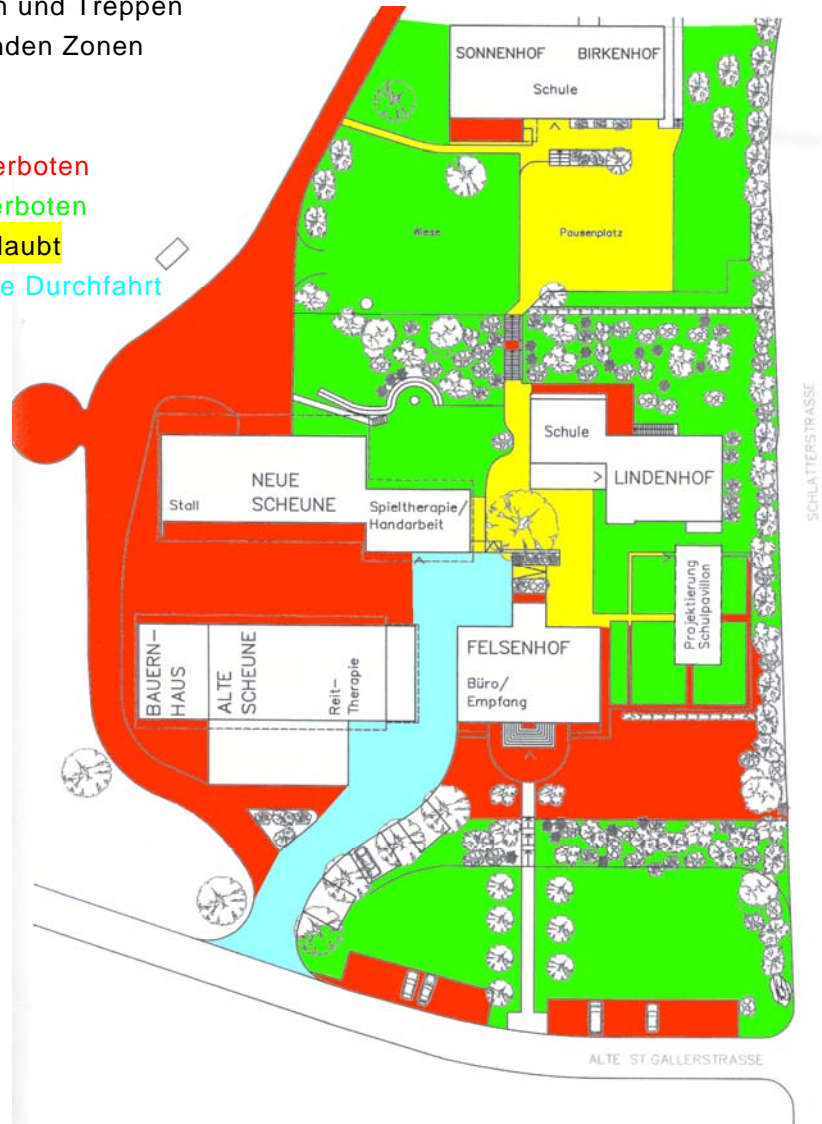 n und Treppen
nden Zonen
erboten
erboten
laubt
e Durchfahrt
SONNENHOF BIRKENHOF
Schule
Wiese
Pausenplatz
Schule
LINDENHOF
NEUE
SCHEUNE
Stall
Spieltherapie/
Handarbeit
SCHLATTERSTRASSE
Projektierung
Schulpavillon
BAUERN-
HAUS
ALTE
SCHEUNE
Reit-
Therapie
FELSENHOF
Büro/
Empfang
ALTE ST.GALLERSTRASSE